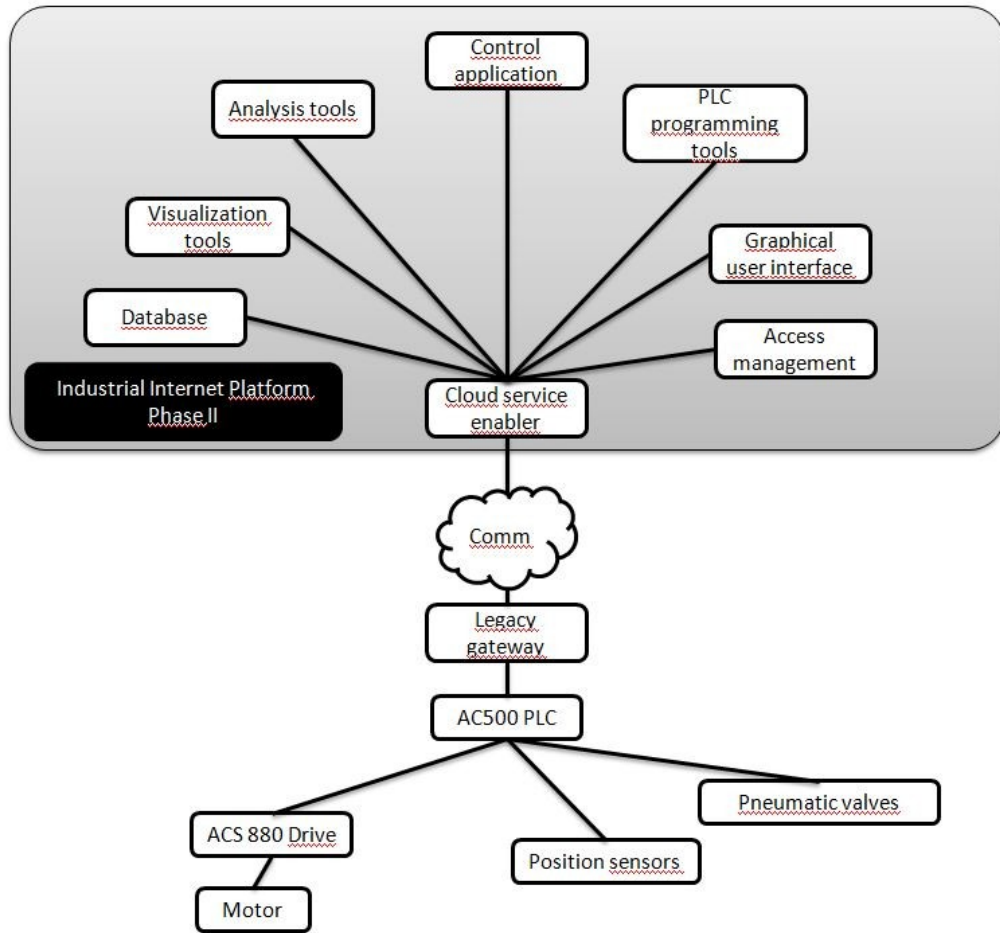 Control
application
Analysis tools
PLC
programming
tools
Visualization
tools
Graphical
user interface
Database
Access
management
Industrial Internet Platform
Phase II
Cloud service
enabler
Comm
Legacy
gateway
AC500 PLC
Pneumatic valves
ACS 880 Drive
Position sensors
Motor